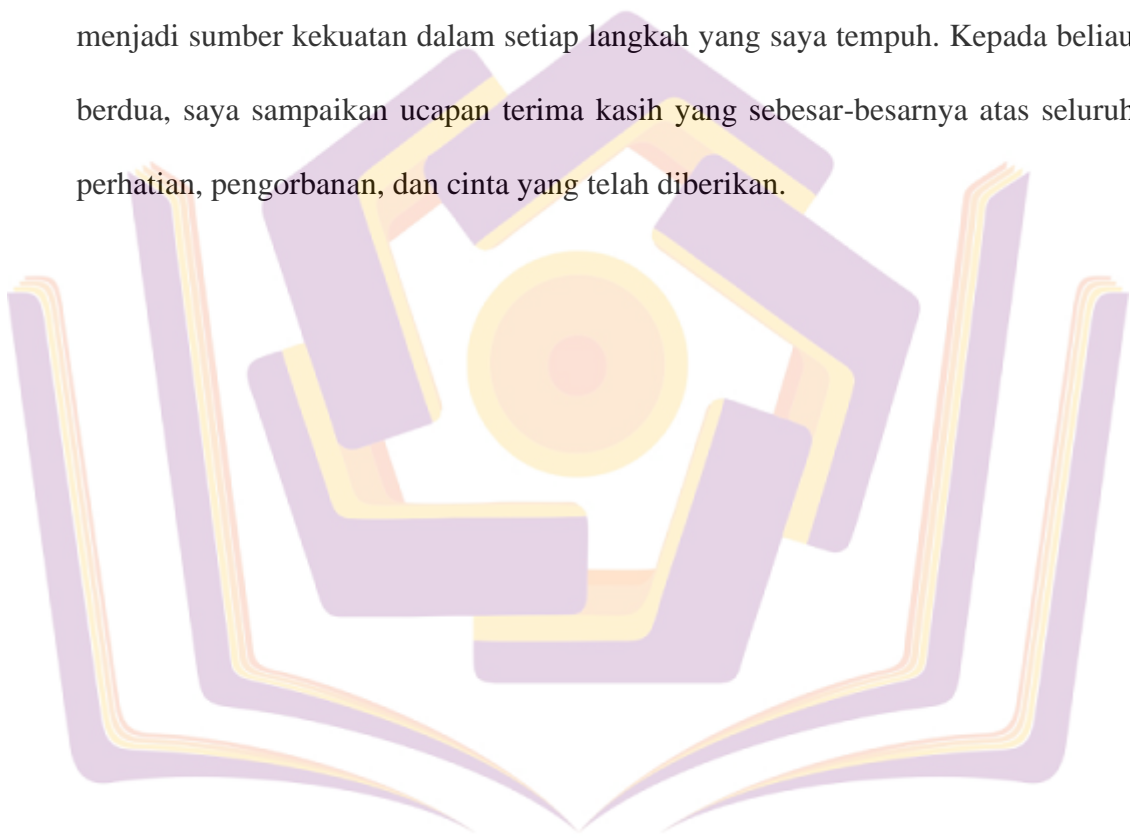 menjadi sumber kekuatan dalam setiap langkah yang saya tempuh. Kepada beliau
berdua, saya sampaikan ucapan terima kasih yang sebesar-besarnya atas seluruh
perhatian, pengorbanan, dan cinta yang telah diberikan.